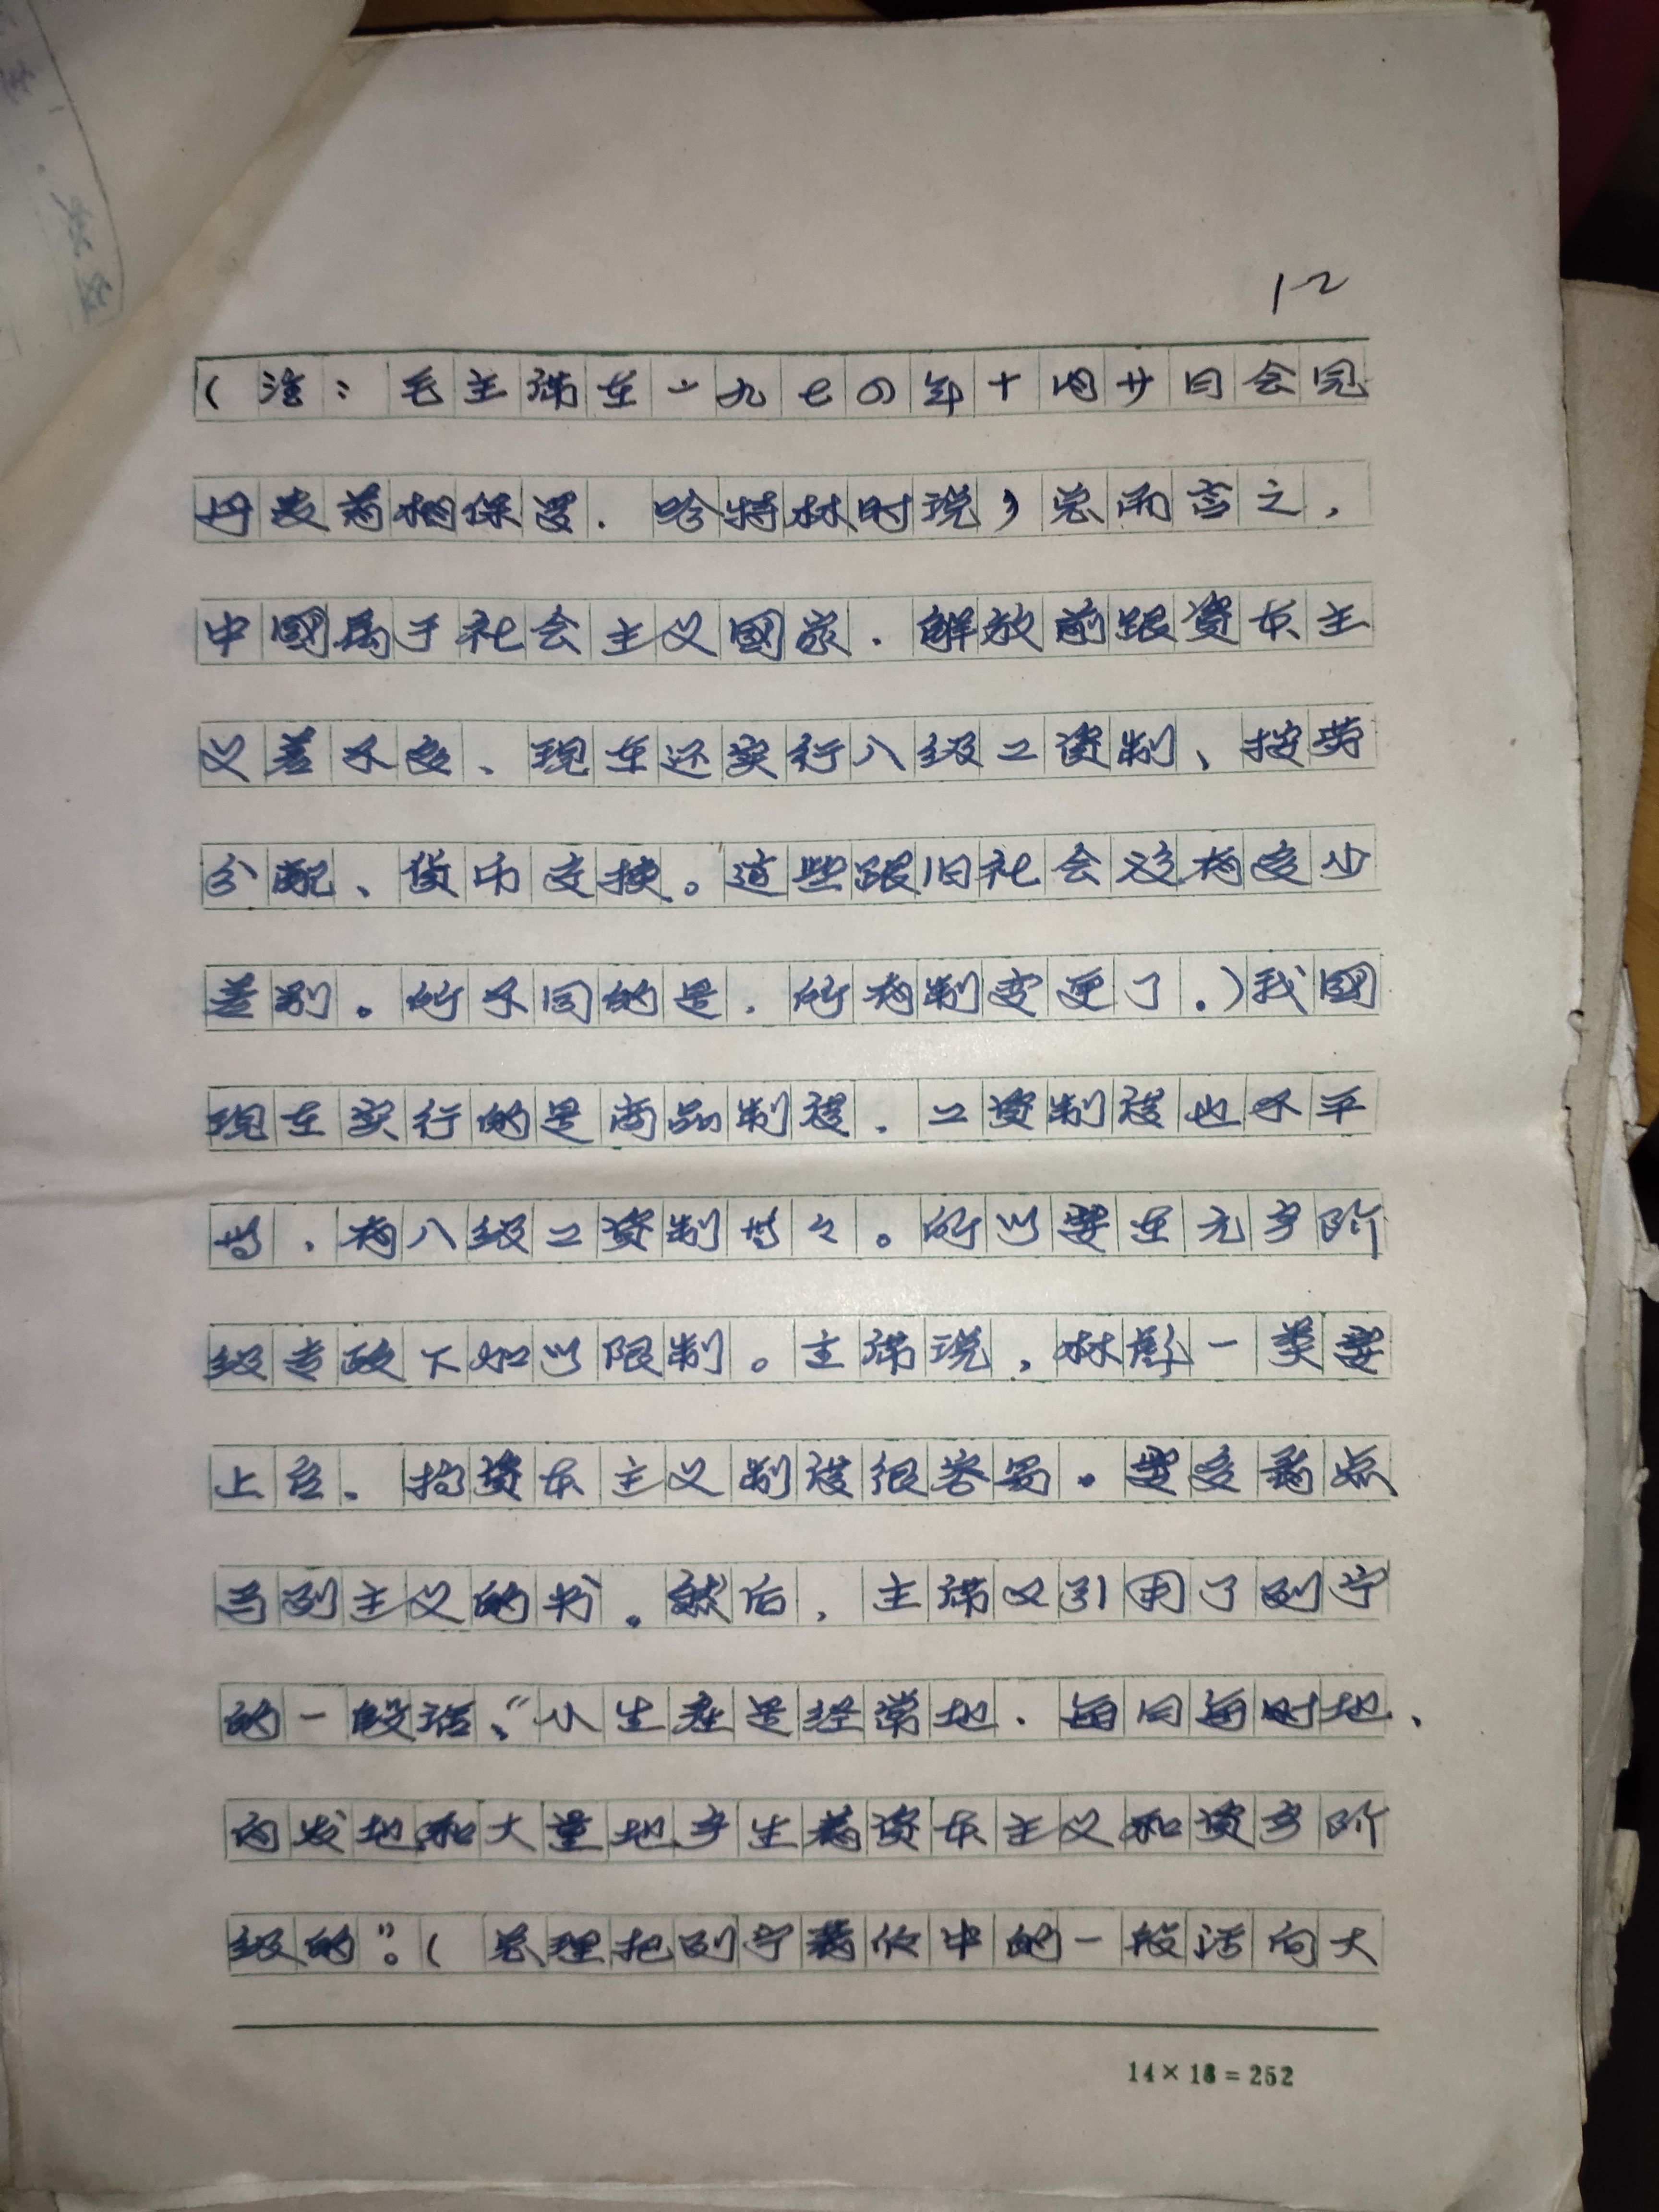 12
（注：毛主席在一九七四年十月廿日会见
丹麦首相保罗．哈特林时说）总而言之，
中國属于社会主义國家．解放前跟资本主
义差不多、现在还实行八级工资制、按劳
分配、货币交换。这些跟旧社会没有多少
差别。所不同的是．所有制变更了．）我國
现在实行的是商品制度．工资制度也不平
等．有八级工资制等々。所以要在无产阶
级专政下加以限制。主席说，林彪一类要
上台、搞资本主义制度很容易。要多看点
马列主义的书。然后，主席又引用了列宁
的一段话、“小生产是经常地．每日每时地、
自发地和大量地产生着资本主义和资产阶
级的”。（总理把列宁著作中的一段话向大
14×18=252